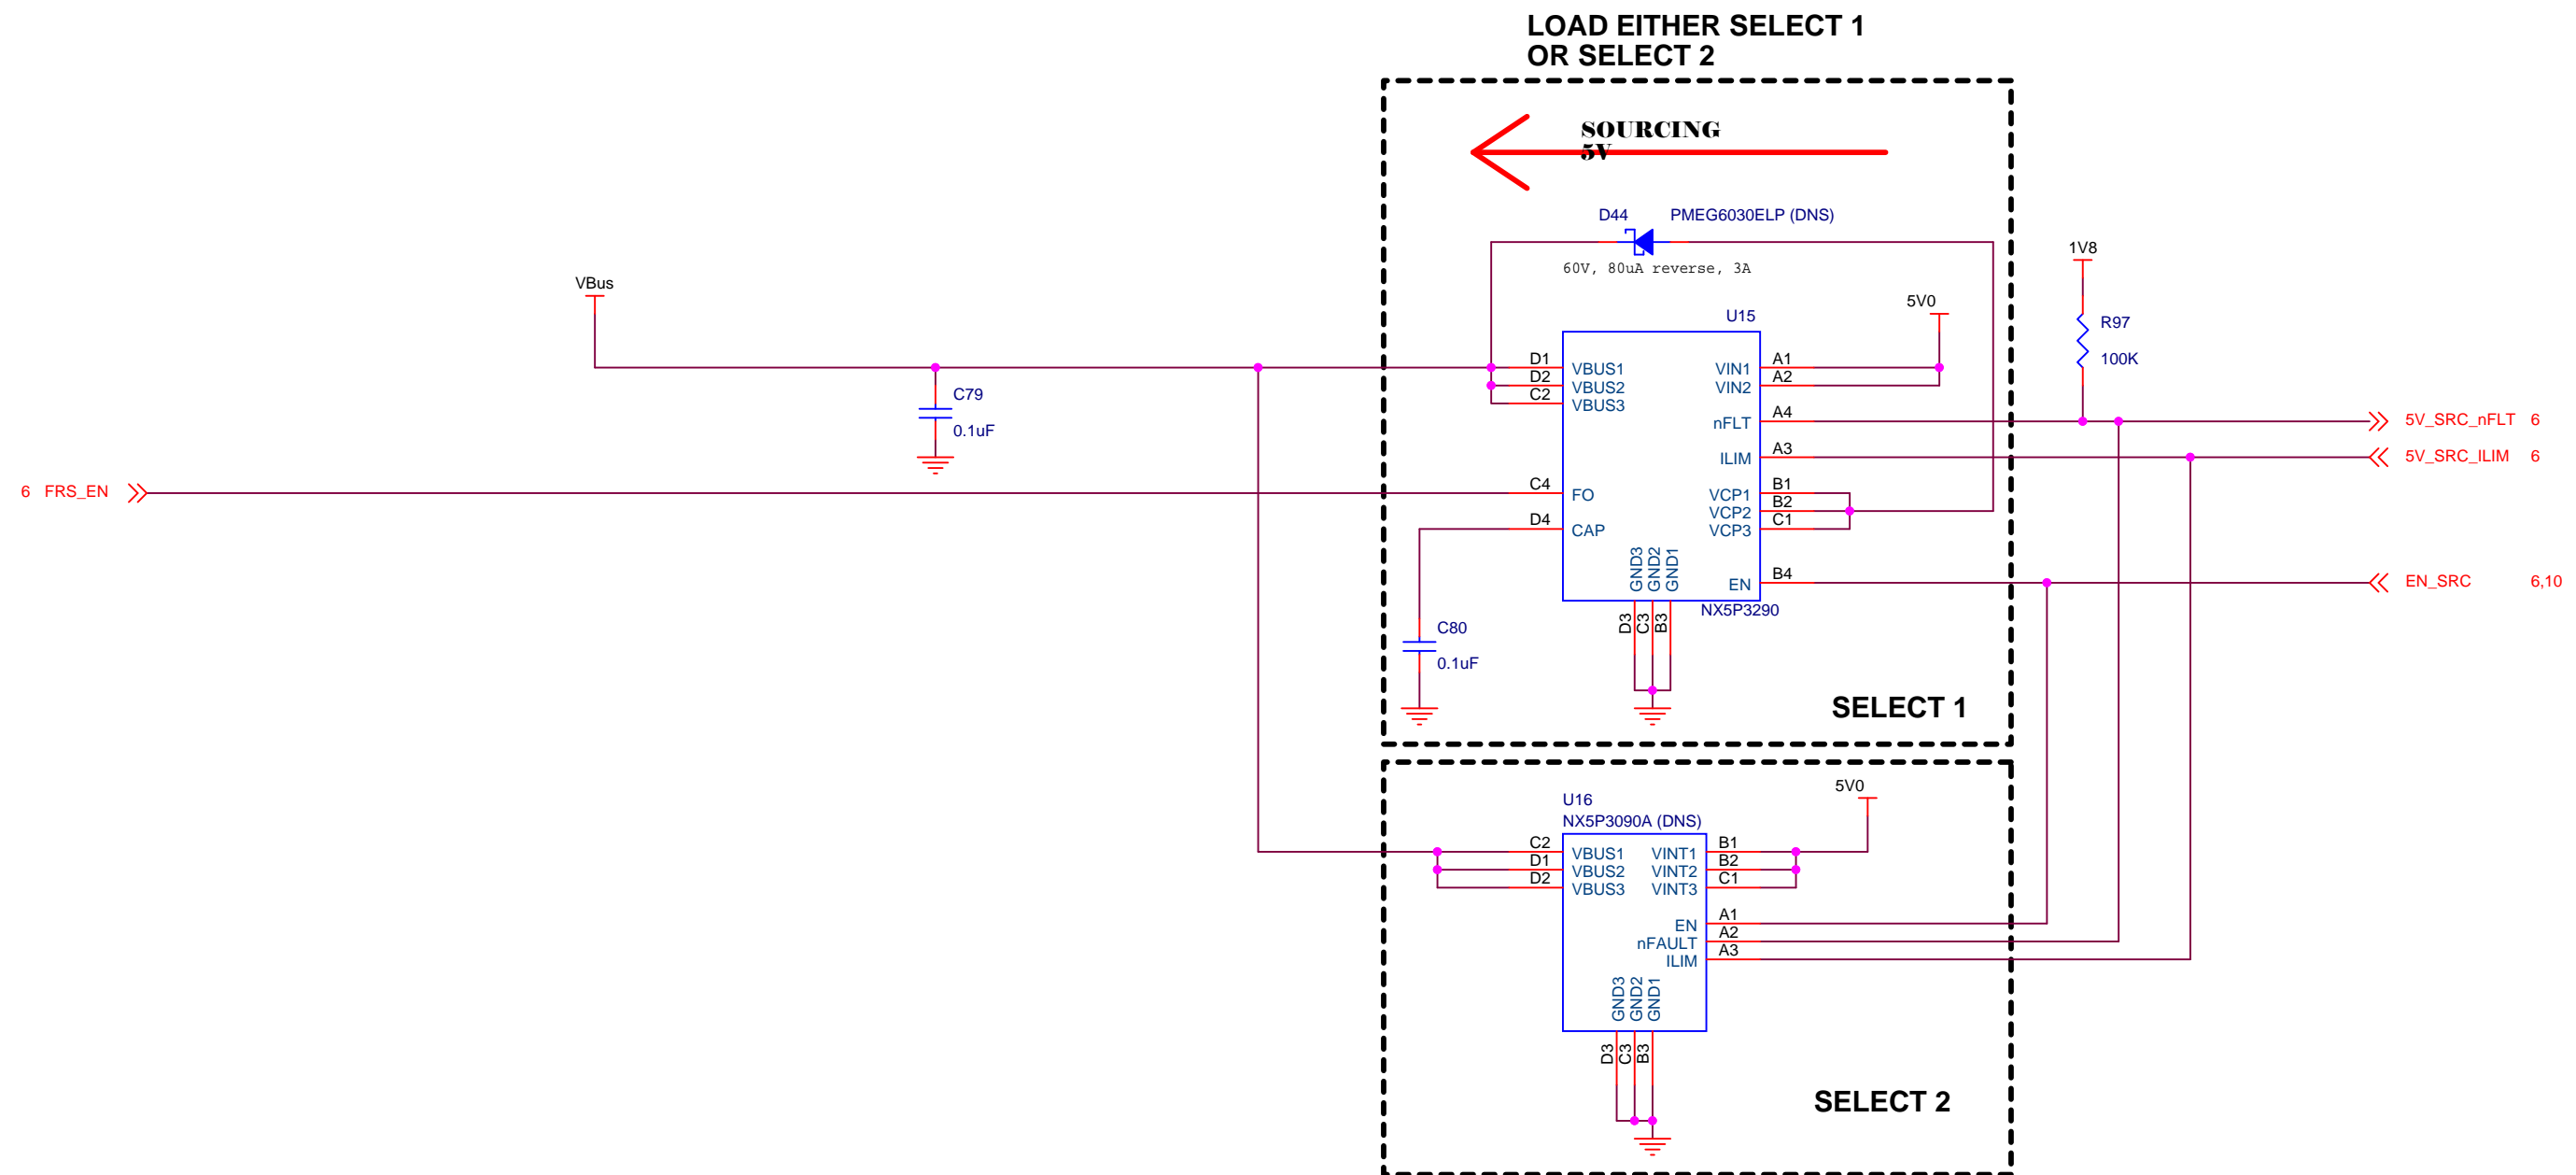 LOAD EITHER SELECT 1
OR SELECT 2
SOURCING
5V
D44 PMEG6030ELP (DNS)
60V, 80uA reverse, 3A
VBus
5V0
1V8
R97
100K
U15
D1 VBUS1 VIN1 A1
D2 VBUS2 VIN2 A2
C2 VBUS3
C79
0.1uF
nFLT A4 5V_SRC_nFLT 6
ILIM A3 5V_SRC_ILIM 6
6 FRS_EN C4 FO VCP1 B1
VCP2 B2
D4 CAP VCP3 C1
GND3 GND2 GND1
EN B4 EN_SRC 6,10
NX5P3290
D3 C3 B3
C80
0.1uF
SELECT 1
5V0
U16
NX5P3090A (DNS)
C2 VBUS1 VINT1 B1
D1 VBUS2 VINT2 B2
D2 VBUS3 VINT3 C1
EN A1
nFAULT A2
ILIM A3
GND3 GND2 GND1
D3 C3 B3
SELECT 2